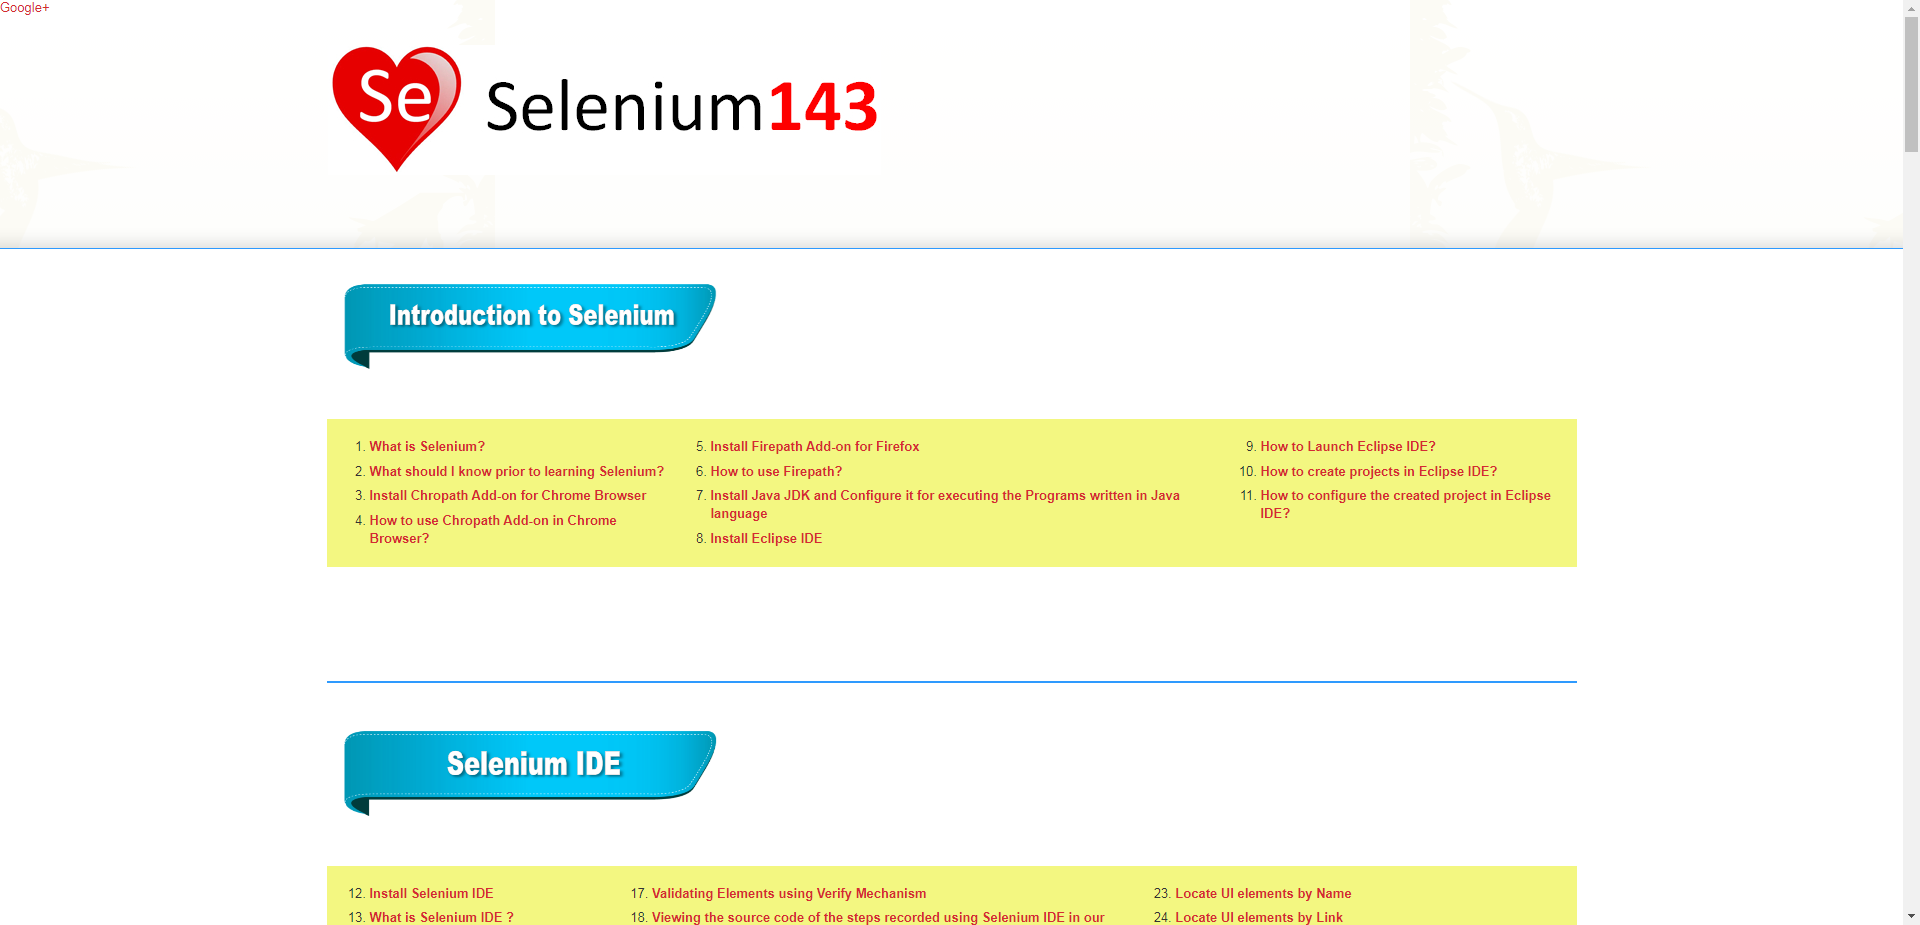 Google+
Se Selenium143
Introduction to Selenium
1. What is Selenium?
2. What should I know prior to learning Selenium?
3. Install Chropath Add-on for Chrome Browser
4. How to use Chropath Add-on in Chrome
Browser?
5. Install Firepath Add-on for Firefox
6. How to use Firepath?
7. Install Java JDK and Configure it for executing the Programs written in Java
language
8. Install Eclipse IDE
9. How to Launch Eclipse IDE?
10. How to create projects in Eclipse IDE?
11. How to configure the created project in Eclipse
IDE?
Selenium IDE
12. Install Selenium IDE
13. What is Selenium IDE ?
17. Validating Elements using Verify Mechanism
18. Viewing the source code of the steps recorded using Selenium IDE in our
23. Locate UI elements by Name
24. Locate UI elements by Link